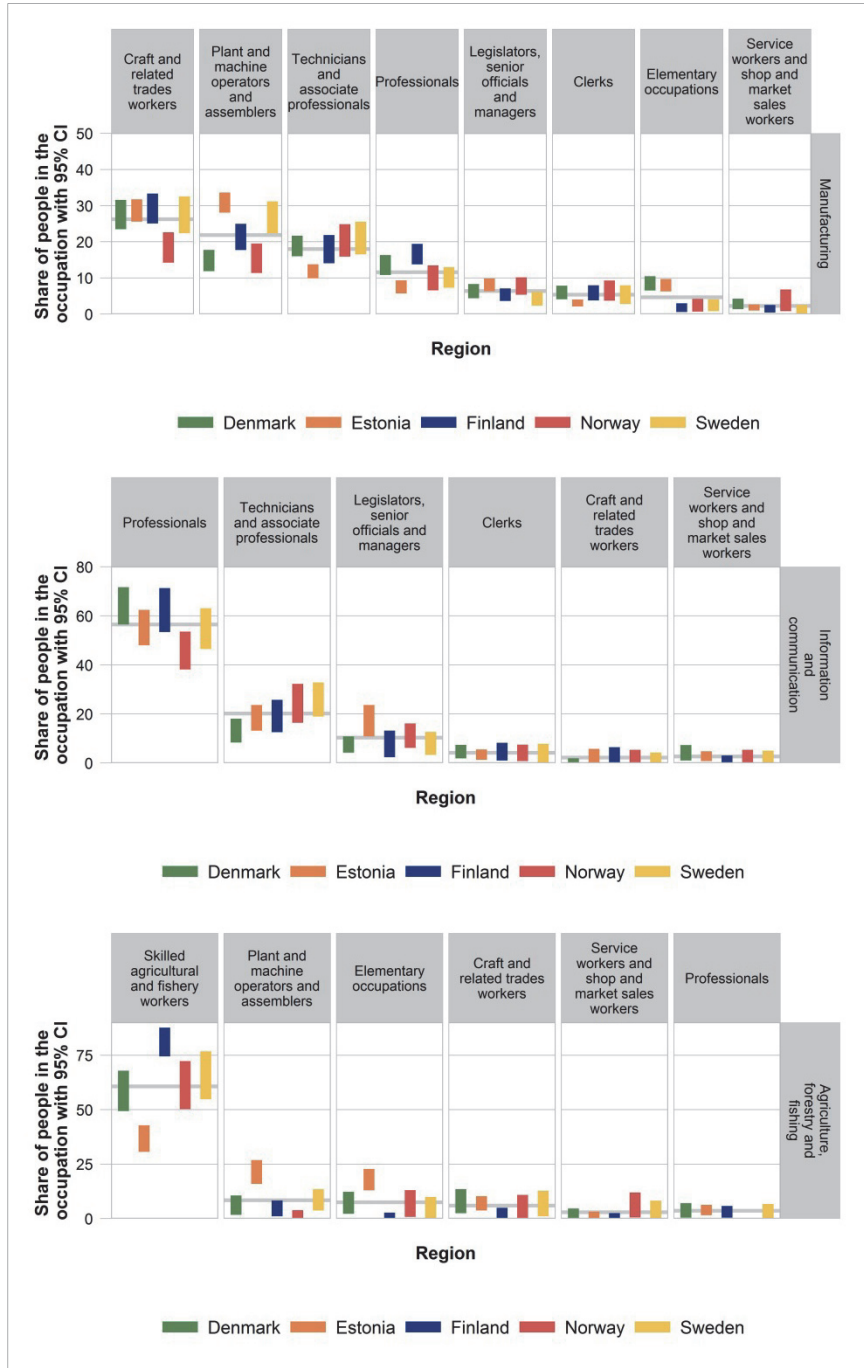 Craft and
related
trades
workers
Plant and
machine
operators
and
assemblers
Technicians
and
associate
professionals
Professionals
Legislators,
senior
officials
and
managers
Clerks
Elementary
occupations
Service
workers and
shop and
market
sales
workers
Share of people in the
occupation with 95% CI
50
40
30
20
10
0
Manufacturing
Region
Denmark Estonia Finland Norway Sweden
Professionals
Technicians
and associate
professionals
Legislators,
senior
officials and
managers
Clerks
Craft and
related
trades
workers
Service
workers and
shop and
market sales
workers
Share of people in the
occupation with 95% CI
80
60
40
20
0
Information
and
communication
Region
Denmark Estonia Finland Norway Sweden
Skilled
agricultural
and fishery
workers
Plant and
machine
operators and
assemblers
Elementary
occupations
Craft and
related trades
workers
Service
workers and
shop and
market sales
workers
Professionals
Share of people in the
occupation with 95% CI
75
50
25
0
Agriculture,
forestry and
fishing
Region
Denmark Estonia Finland Norway Sweden